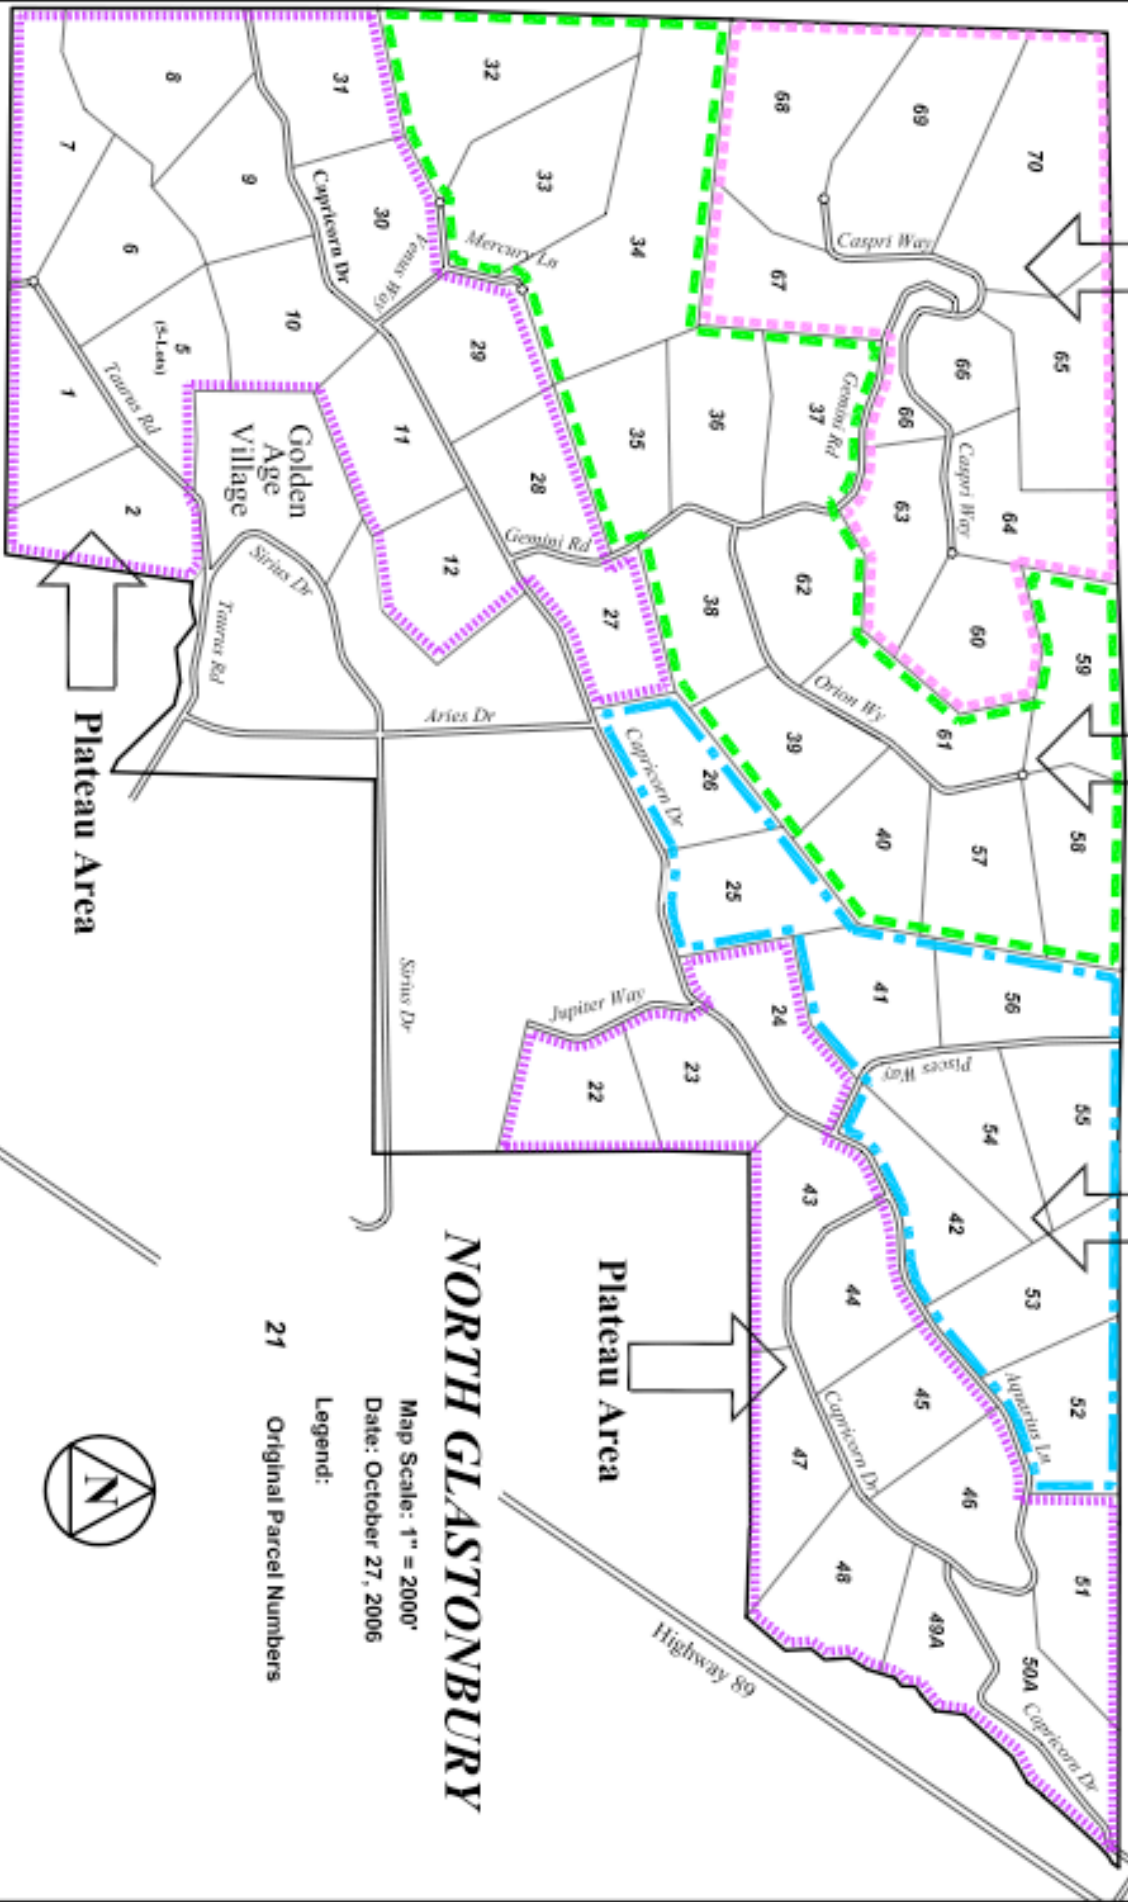 NORTH GLASTONBURY
Map Scale: 1" = 2000'
Date: October 27, 2006
Legend:
21 Original Parcel Numbers
N
Plateau Area
Plateau Area
Highway 89
Golden
Age
Village
Capricorn Dr
Capricorn Dr
Capricorn Dr
Capricorn Dr
Venus Way
Mercury Ln
Taurus Rd
Taurus Rd
Sirius Dr
Sirius Dr
Aries Dr
Gemini Rd
Gemini Rd
Caspri Way
Caspri Way
Orion Wy
Jupiter Way
Pisces Way
Aquarius Ln
1
2
5
(5-Lots)
6
7
8
9
10
11
12
22
23
24
25
26
27
28
29
30
31
32
33
34
35
36
37
38
39
40
41
42
43
44
45
46
47
48
49A
50A
51
52
53
54
55
56
57
58
59
60
61
62
63
64
65
66
66
67
68
69
70